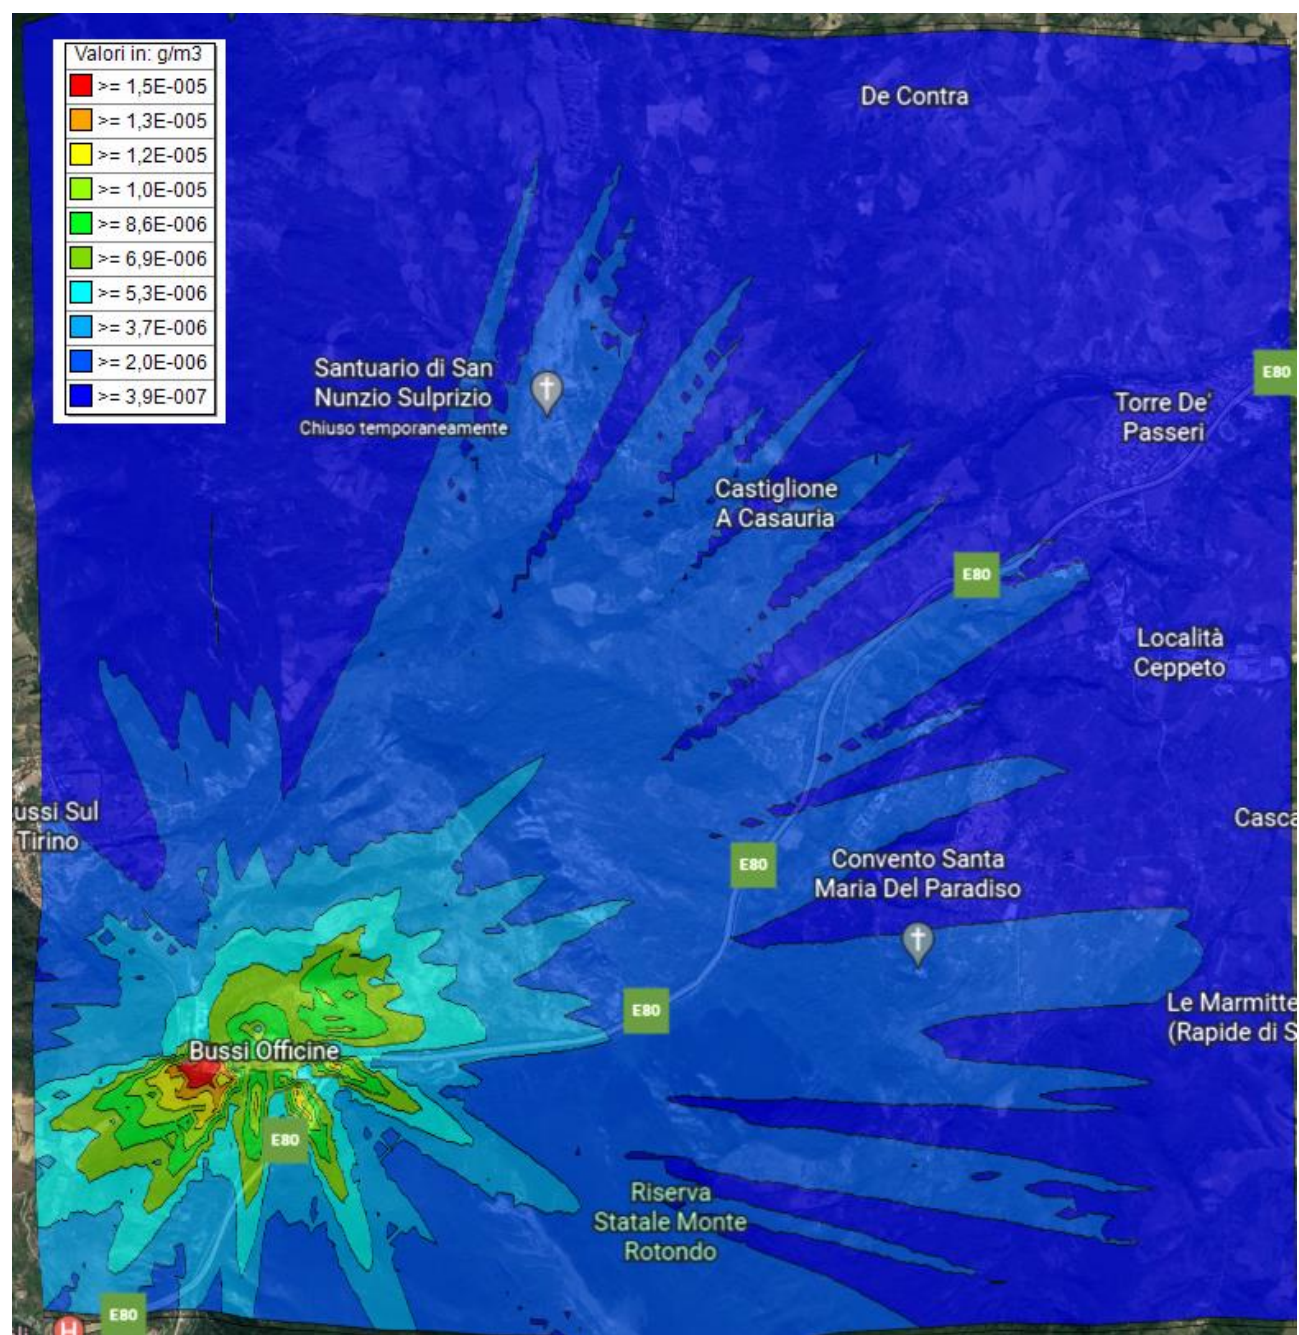 Valori in: g/m3
>= 1,5E-005
>= 1,3E-005
>= 1,2E-005
>= 1,0E-005
>= 8,6E-006
>= 6,9E-006
>= 5,3E-006
>= 3,7E-006
>= 2,0E-006
>= 3,9E-007
De Contra
Santuario di San
Nunzio Sulprizio
Chiuso temporaneamente
E80
Torre De'
Passeri
Castiglione
A Casauria
E80
Località
Ceppeto
ussi Sul
Tirino
Casca
E80
Convento Santa
Maria Del Paradiso
E80
Le Marmitte
(Rapide di S
Bussi Officine
E80
Riserva
Statale Monte
Rotondo
E80
H